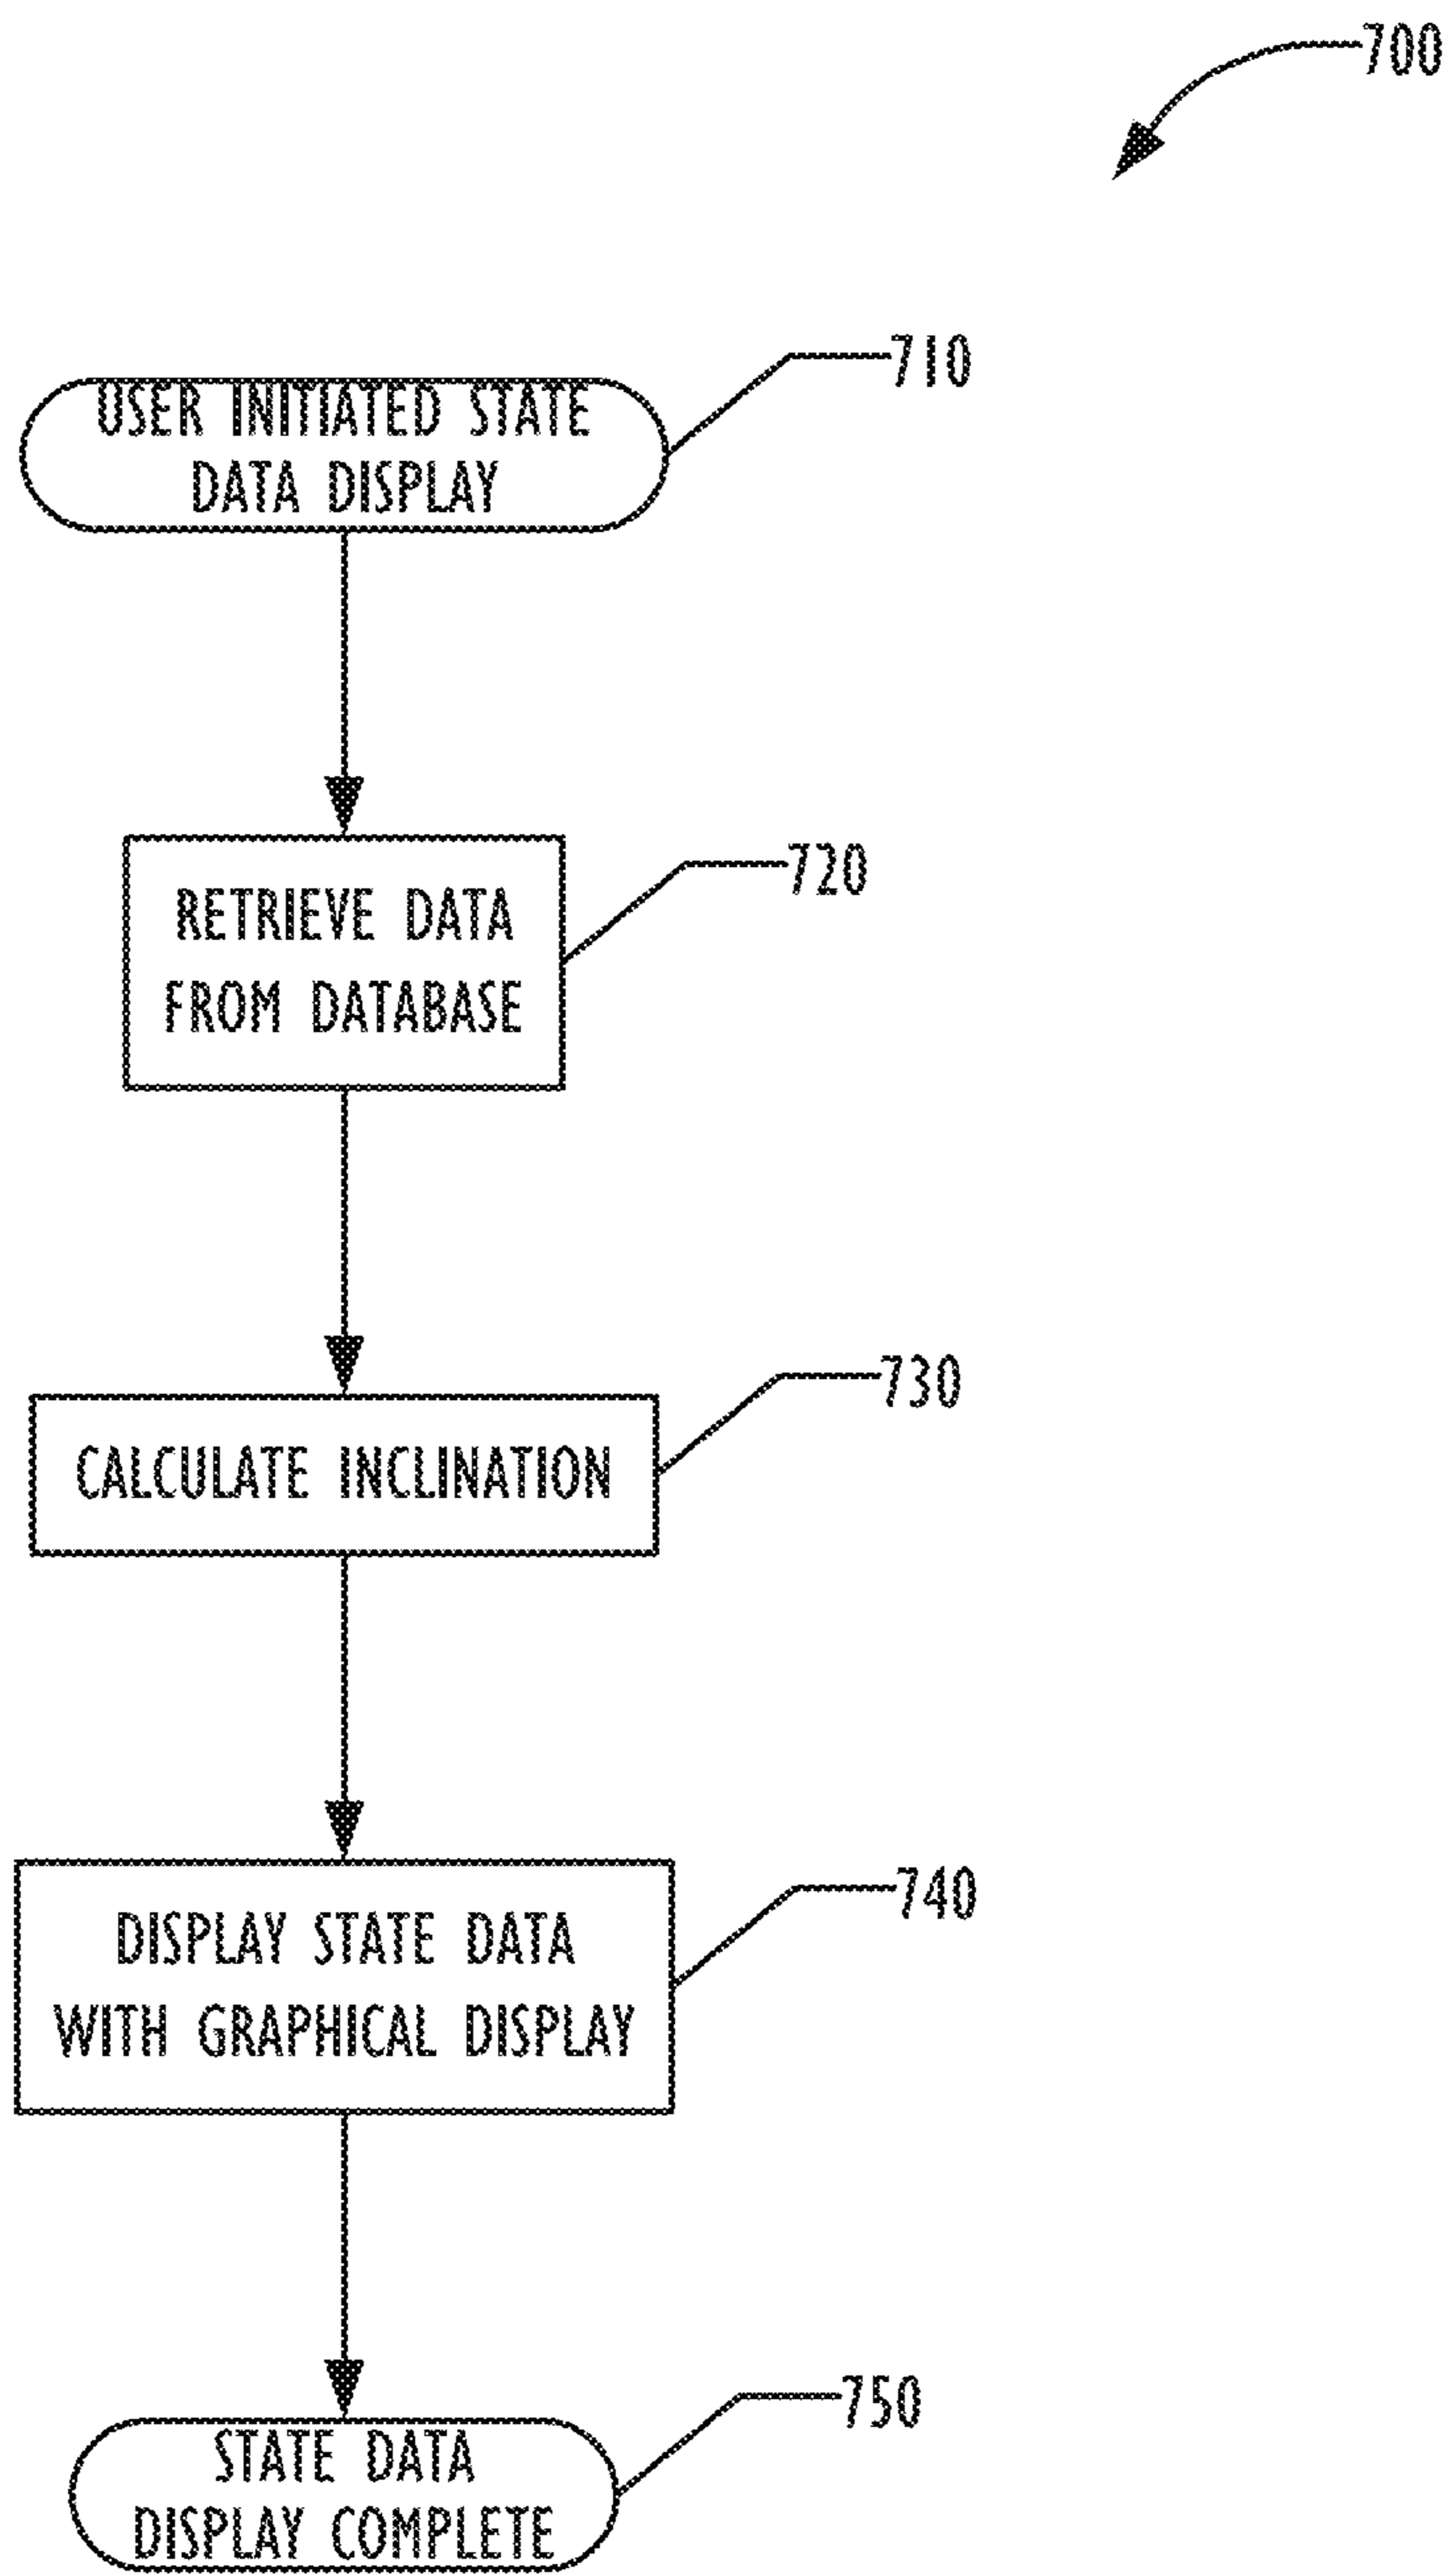 700
710
USER INITIATED STATE
DATA DISPLAY
720
RETRIEVE DATA
FROM DATABASE
730
CALCULATE INCLINATION
740
DISPLAY STATE DATA
WITH GRAPHICAL DISPLAY
750
STATE DATA
DISPLAY COMPLETE